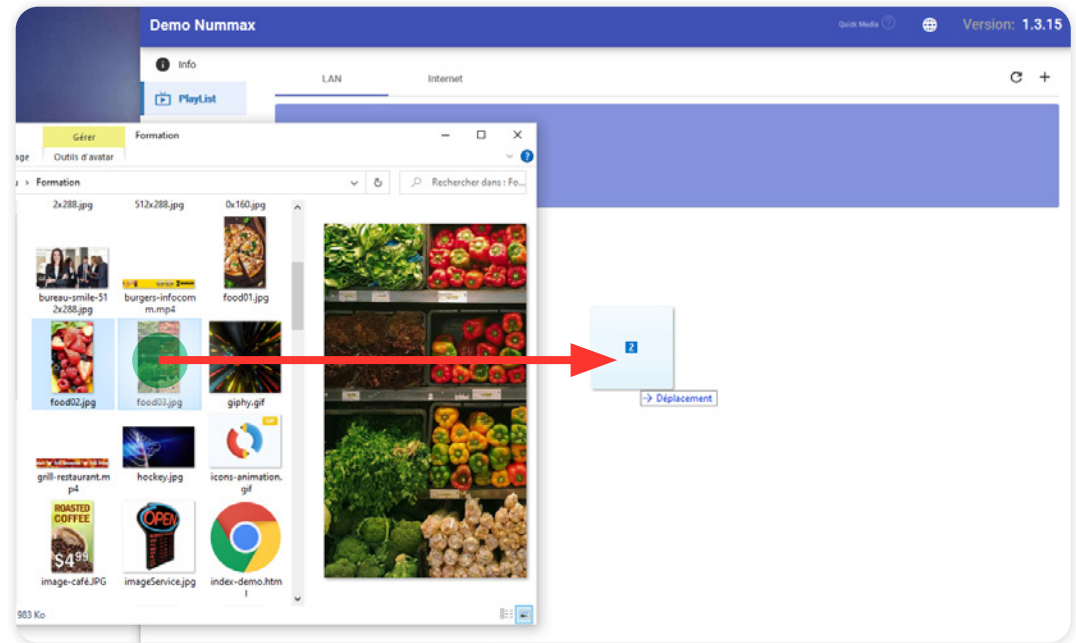 Demo Nummax
Quick Media ?
Version: 1.3.15
Info
LAN
Internet
PlayList
Gérer
Formation
age
Outils d'avatar
Formation
Rechercher dans : Fo...
2x288.jpg
512x288.jpg
0x160.jpg
bureau-smile-51
2x288.jpg
burgers-infocom
m.mp4
food01.jpg
food02.jpg
food03.jpg
giphy.gif
2
Déplacement
grill-restaurant.m
p4
hockey.jpg
icons-animation.
gif
ROASTED
COFFEE
$4.99
OPEN
image-café.JPG
imageService.jpg
index-demo.htm
l
983 Ko